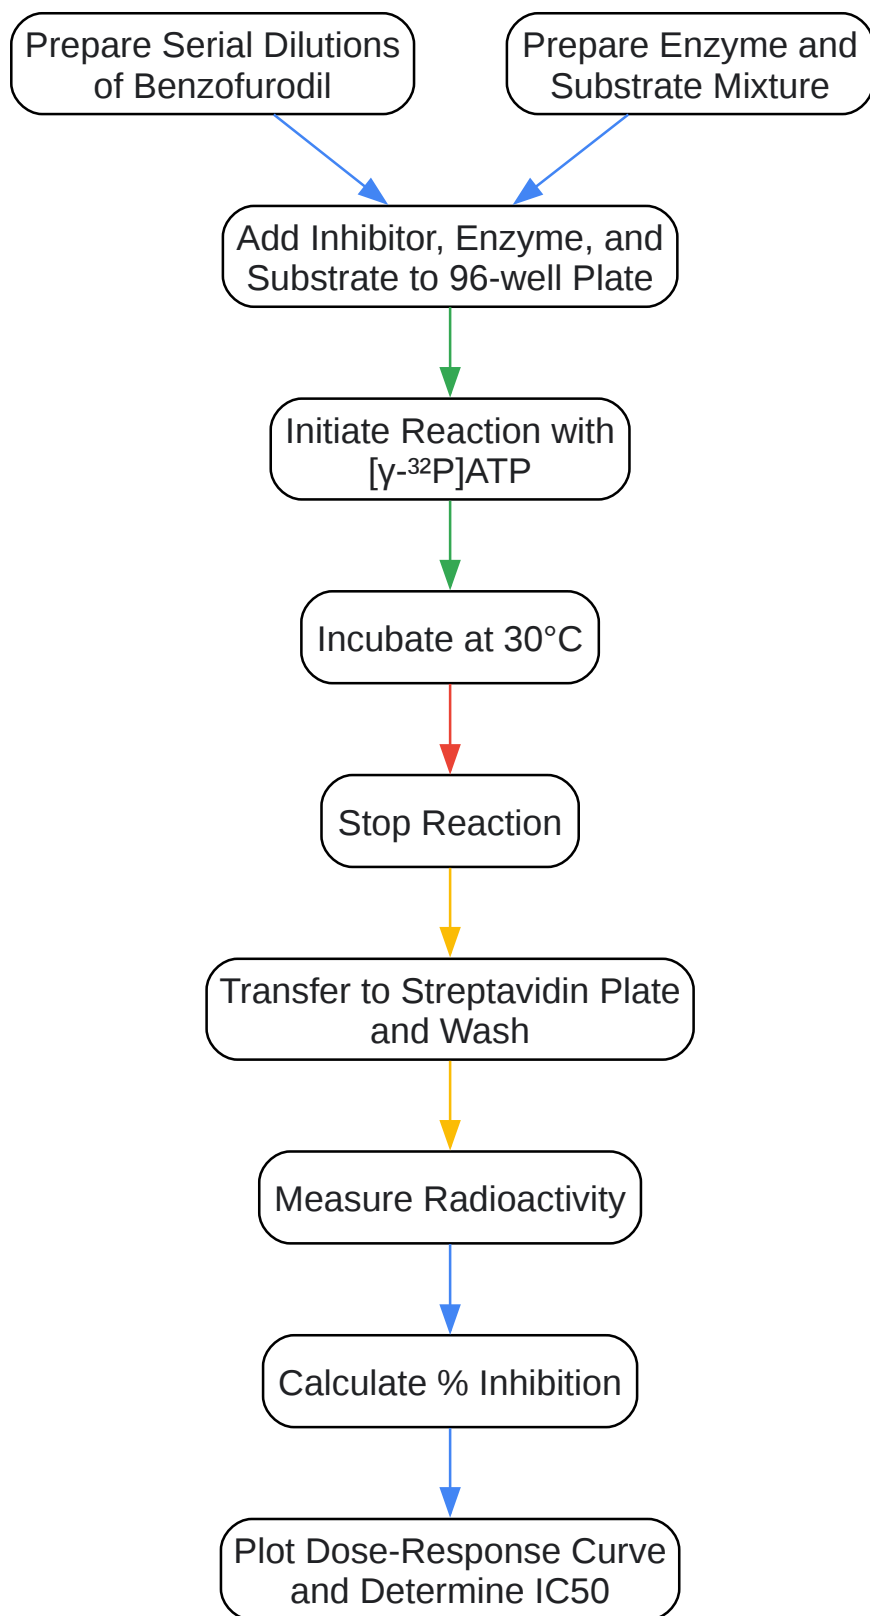 Prepare Serial Dilutions
of Benzofurodil
Prepare Enzyme and
Substrate Mixture
Add Inhibitor, Enzyme, and
Substrate to 96-well Plate
Initiate Reaction with
[γ-³²P]ATP
Incubate at 30°C
Stop Reaction
Transfer to Streptavidin Plate
and Wash
Measure Radioactivity
Calculate % Inhibition
Plot Dose-Response Curve
and Determine IC50